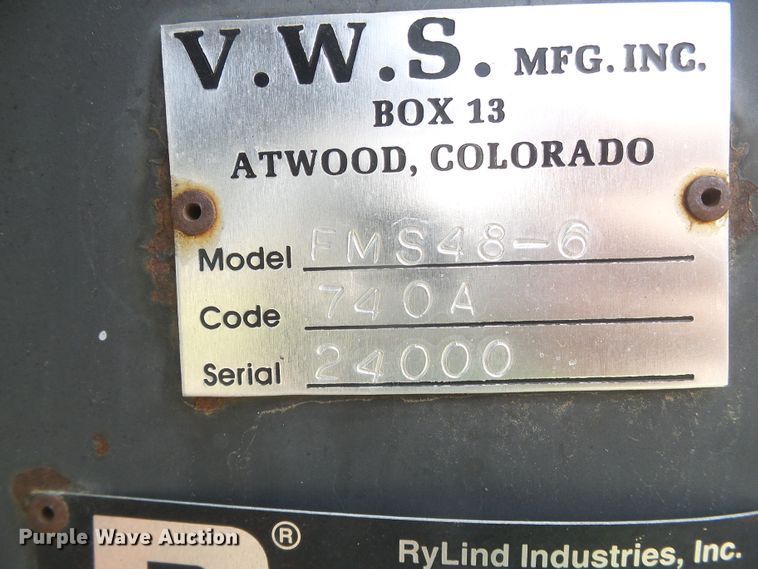 V.W.S. MFG. INC.
BOX 13
ATWOOD, COLORADO
Model FMS48-6
Code 740A
Serial 24000
®
RyLind Industries, Inc.
Purple Wave Auction